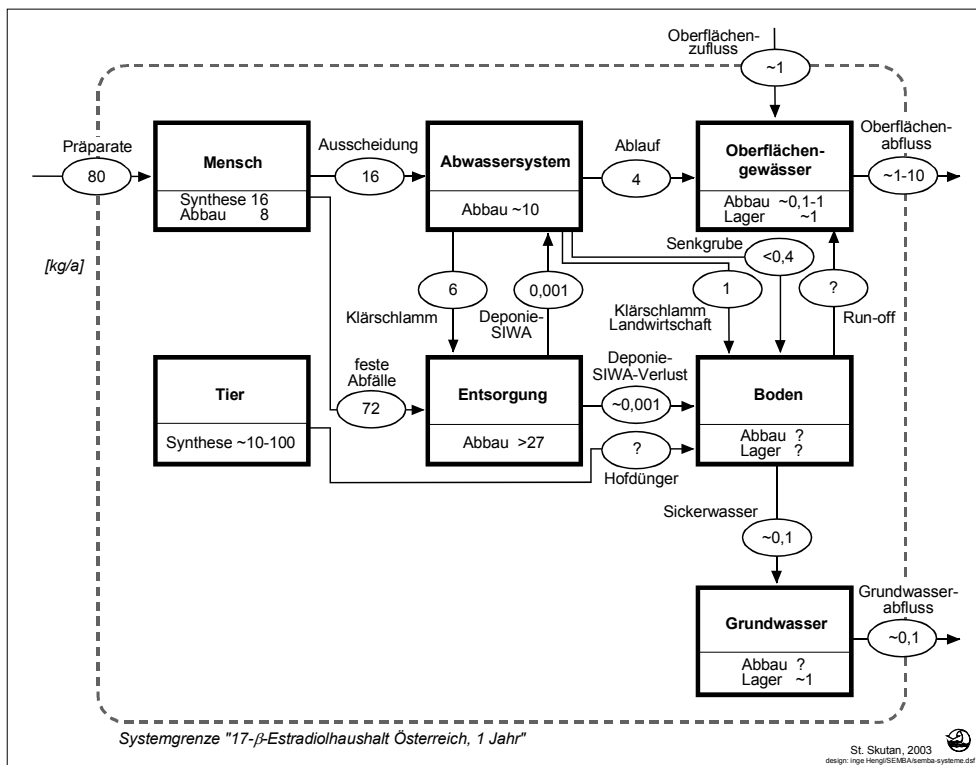 Oberflächen-
zufluss
~1
Präparate
80
Mensch
Synthese 16
Abbau 8
Ausscheidung
16
Abwassersystem
Abbau ~10
Ablauf
4
Oberflächen-
gewässer
Abbau ~0,1-1
Lager ~1
Oberflächen-
abfluss
~1-10
[kg/a]
6
Klärschlamm
0,001
Deponie-
SIWA
Senkgrube
<0,4
1
Klärschlamm
Landwirtschaft
?
Run-off
Tier
Synthese ~10-100
feste
Abfälle
72
Entsorgung
Abbau >27
Deponie-
SIWA-Verlust
~0,001
?
Hofdünger
Boden
Abbau ?
Lager ?
Sickerwasser
~0,1
Grundwasser
Abbau ?
Lager ~1
Grundwasser-
abfluss
~0,1
Systemgrenze "17-β-Estradiolhaushalt Österreich, 1 Jahr"
St. Skutan, 2003
design: inge Hengl/SEMBA/semba-systeme.dsf